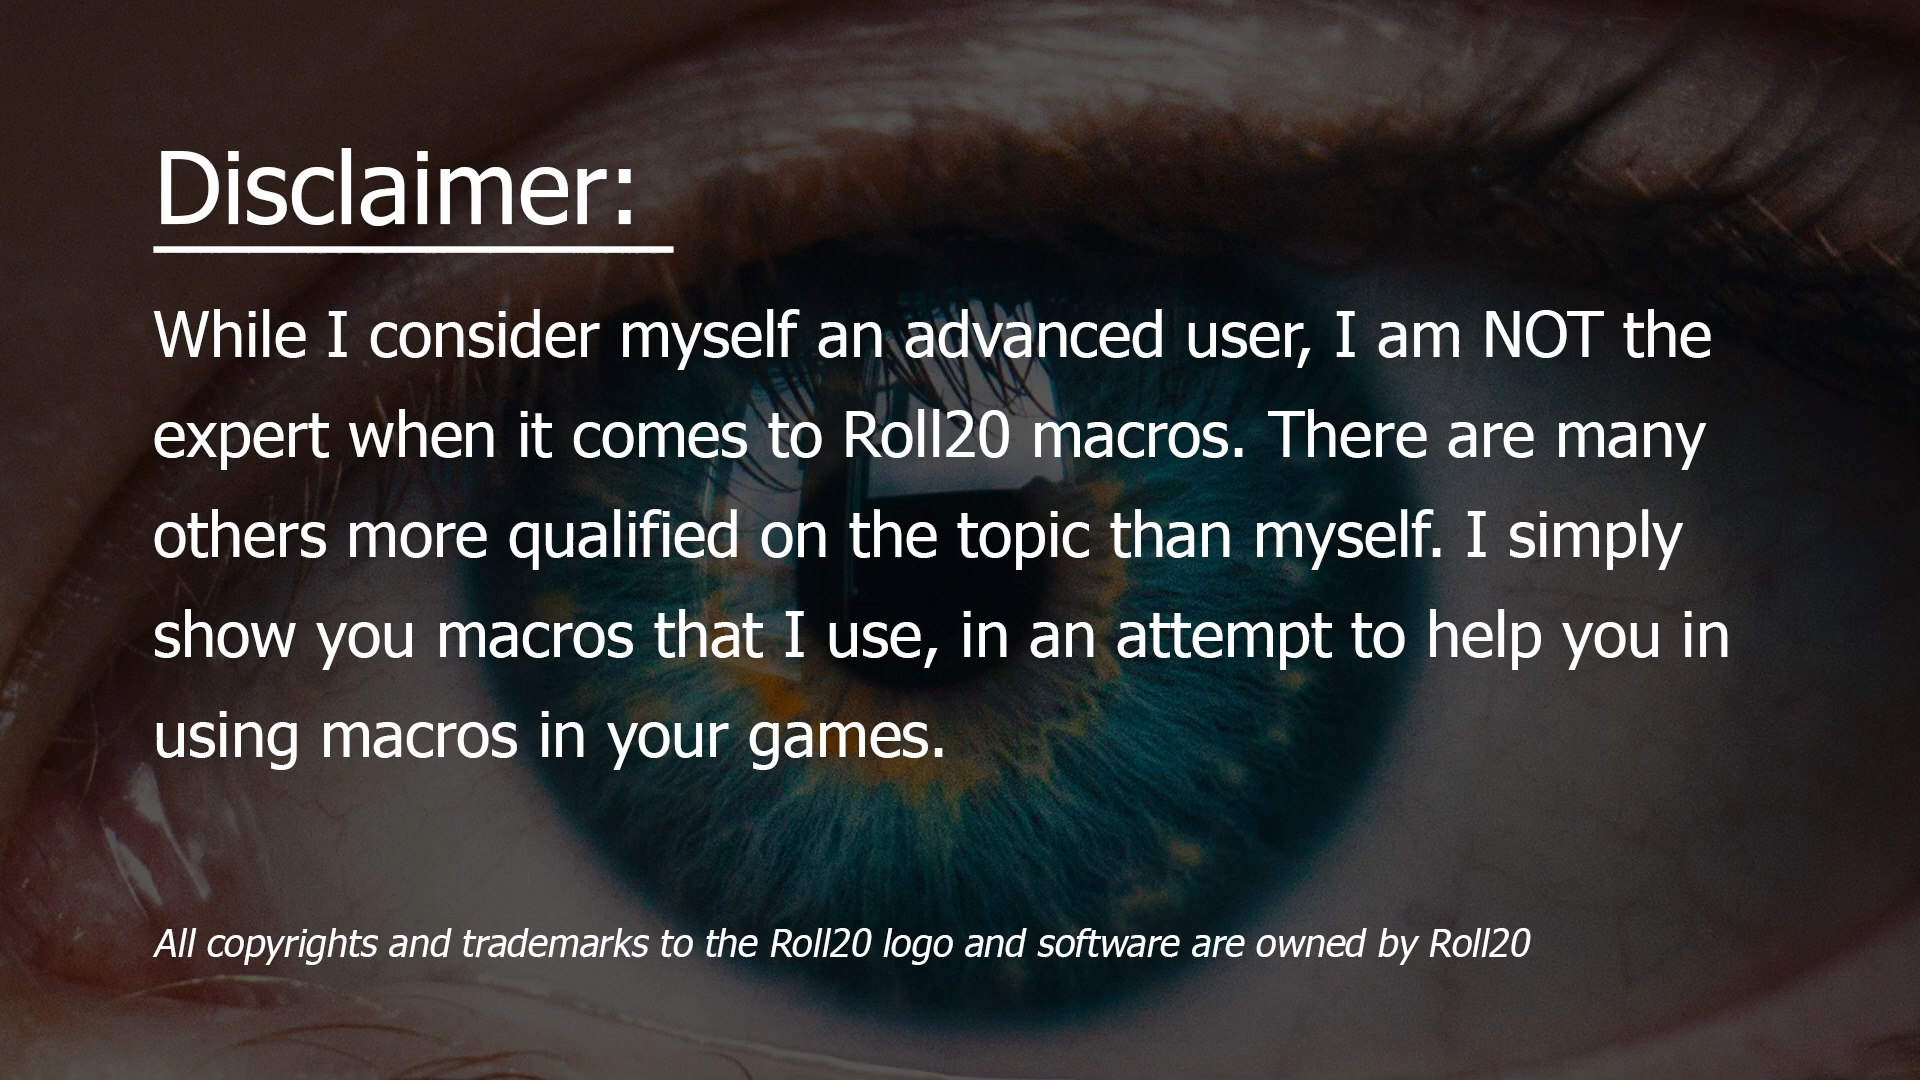 Disclaimer:
While I consider myself an advanced user, I am NOT the
expert when it comes to Roll20 macros. There are many
others more qualified on the topic than myself. I simply
show you macros that I use, in an attempt to help you in
using macros in your games.
All copyrights and trademarks to the Roll20 logo and software are owned by Roll20